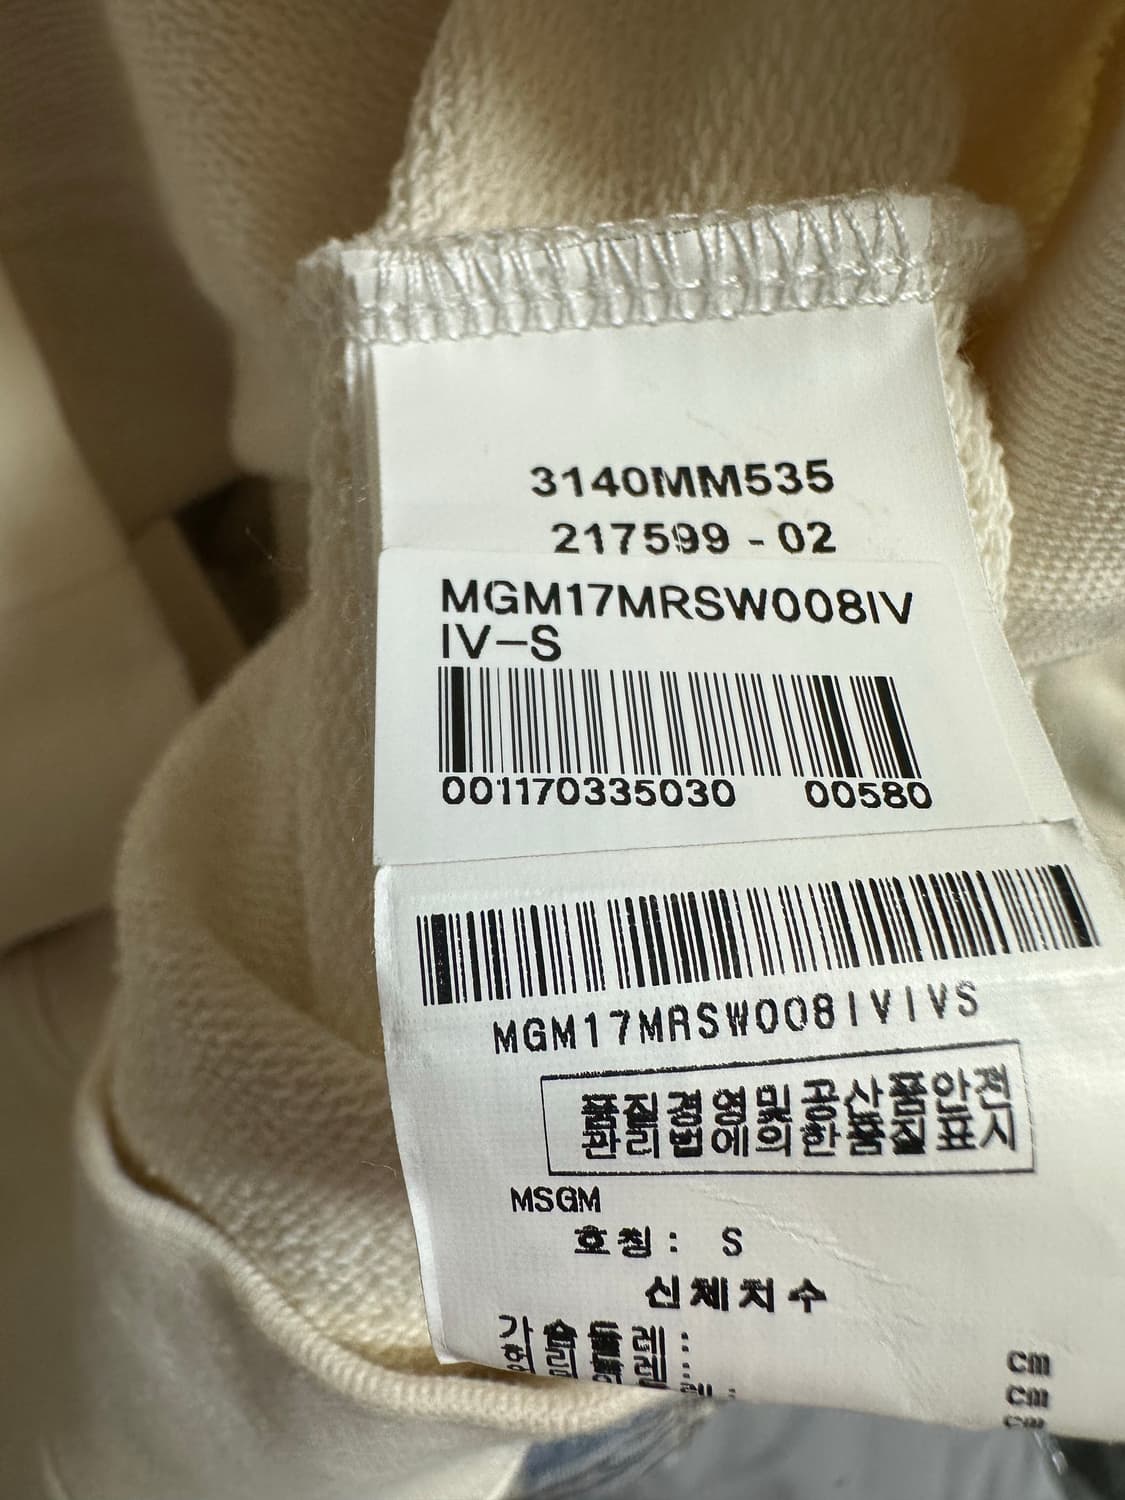 3140MM535
217599 - 02
MGM17MRSW008IV
IV-S
001170335030 00580
MGM17MRSW008IVIVS
품질경영및공산품안전
관리법에의한품질표시
MSGM
호칭: S
신체치수
가슴둘레:
cm
cm
cm